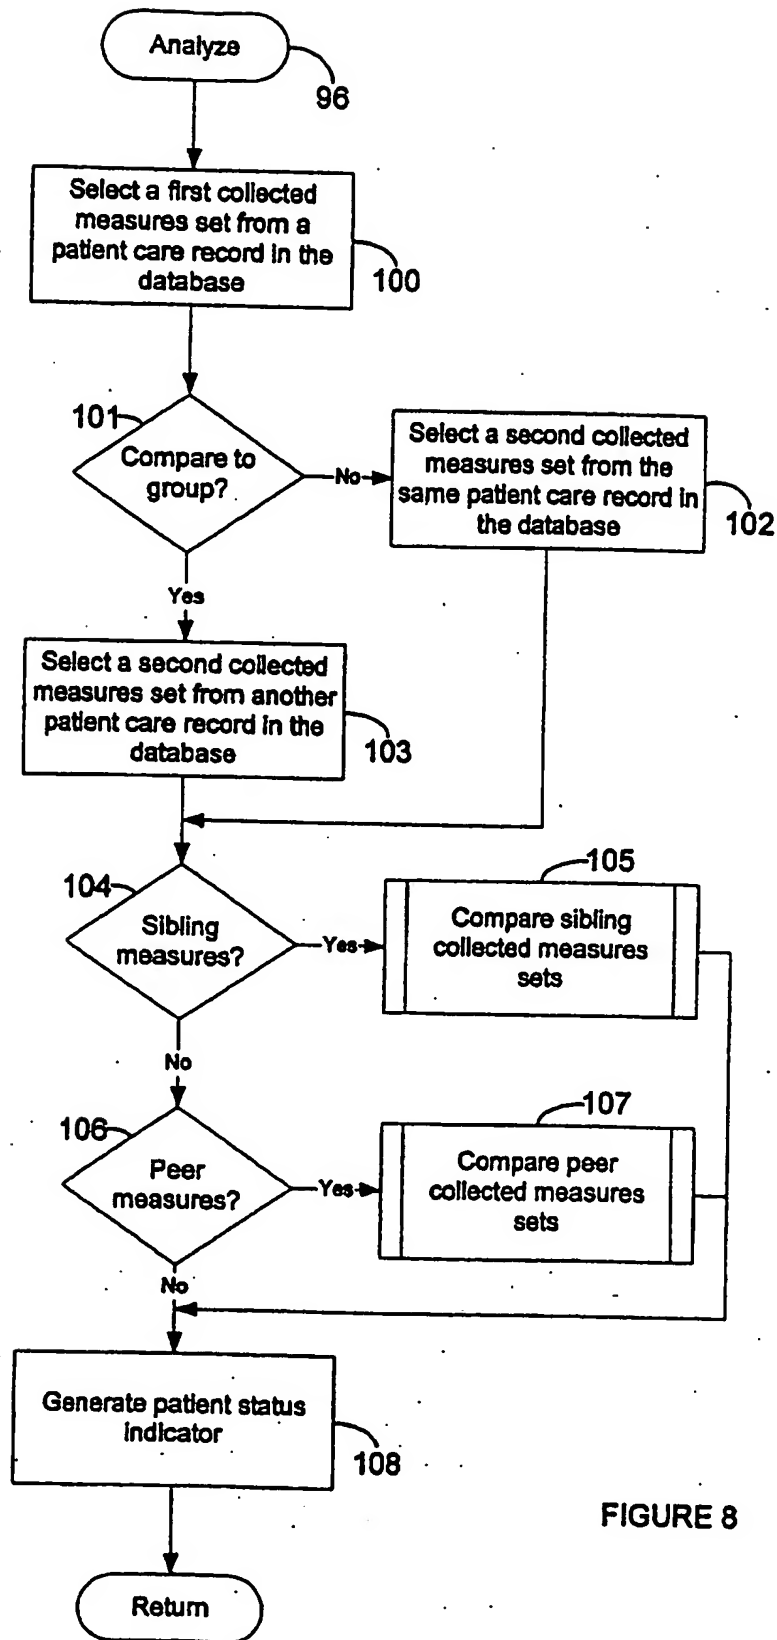 Analyze
96
Select a first collected
measures set from a
patient care record in the
database
100
101
Compare to
group?
No
Select a second collected
measures set from the
same patient care record in
the database
102
Yes
Select a second collected
measures set from another
patient care record in the
database
103
104
Sibling
measures?
Yes
105
Compare sibling
collected measures
sets
No
106
Peer
measures?
Yes
107
Compare peer
collected measures
sets
No
Generate patient status
indicator
108
FIGURE 8
Return